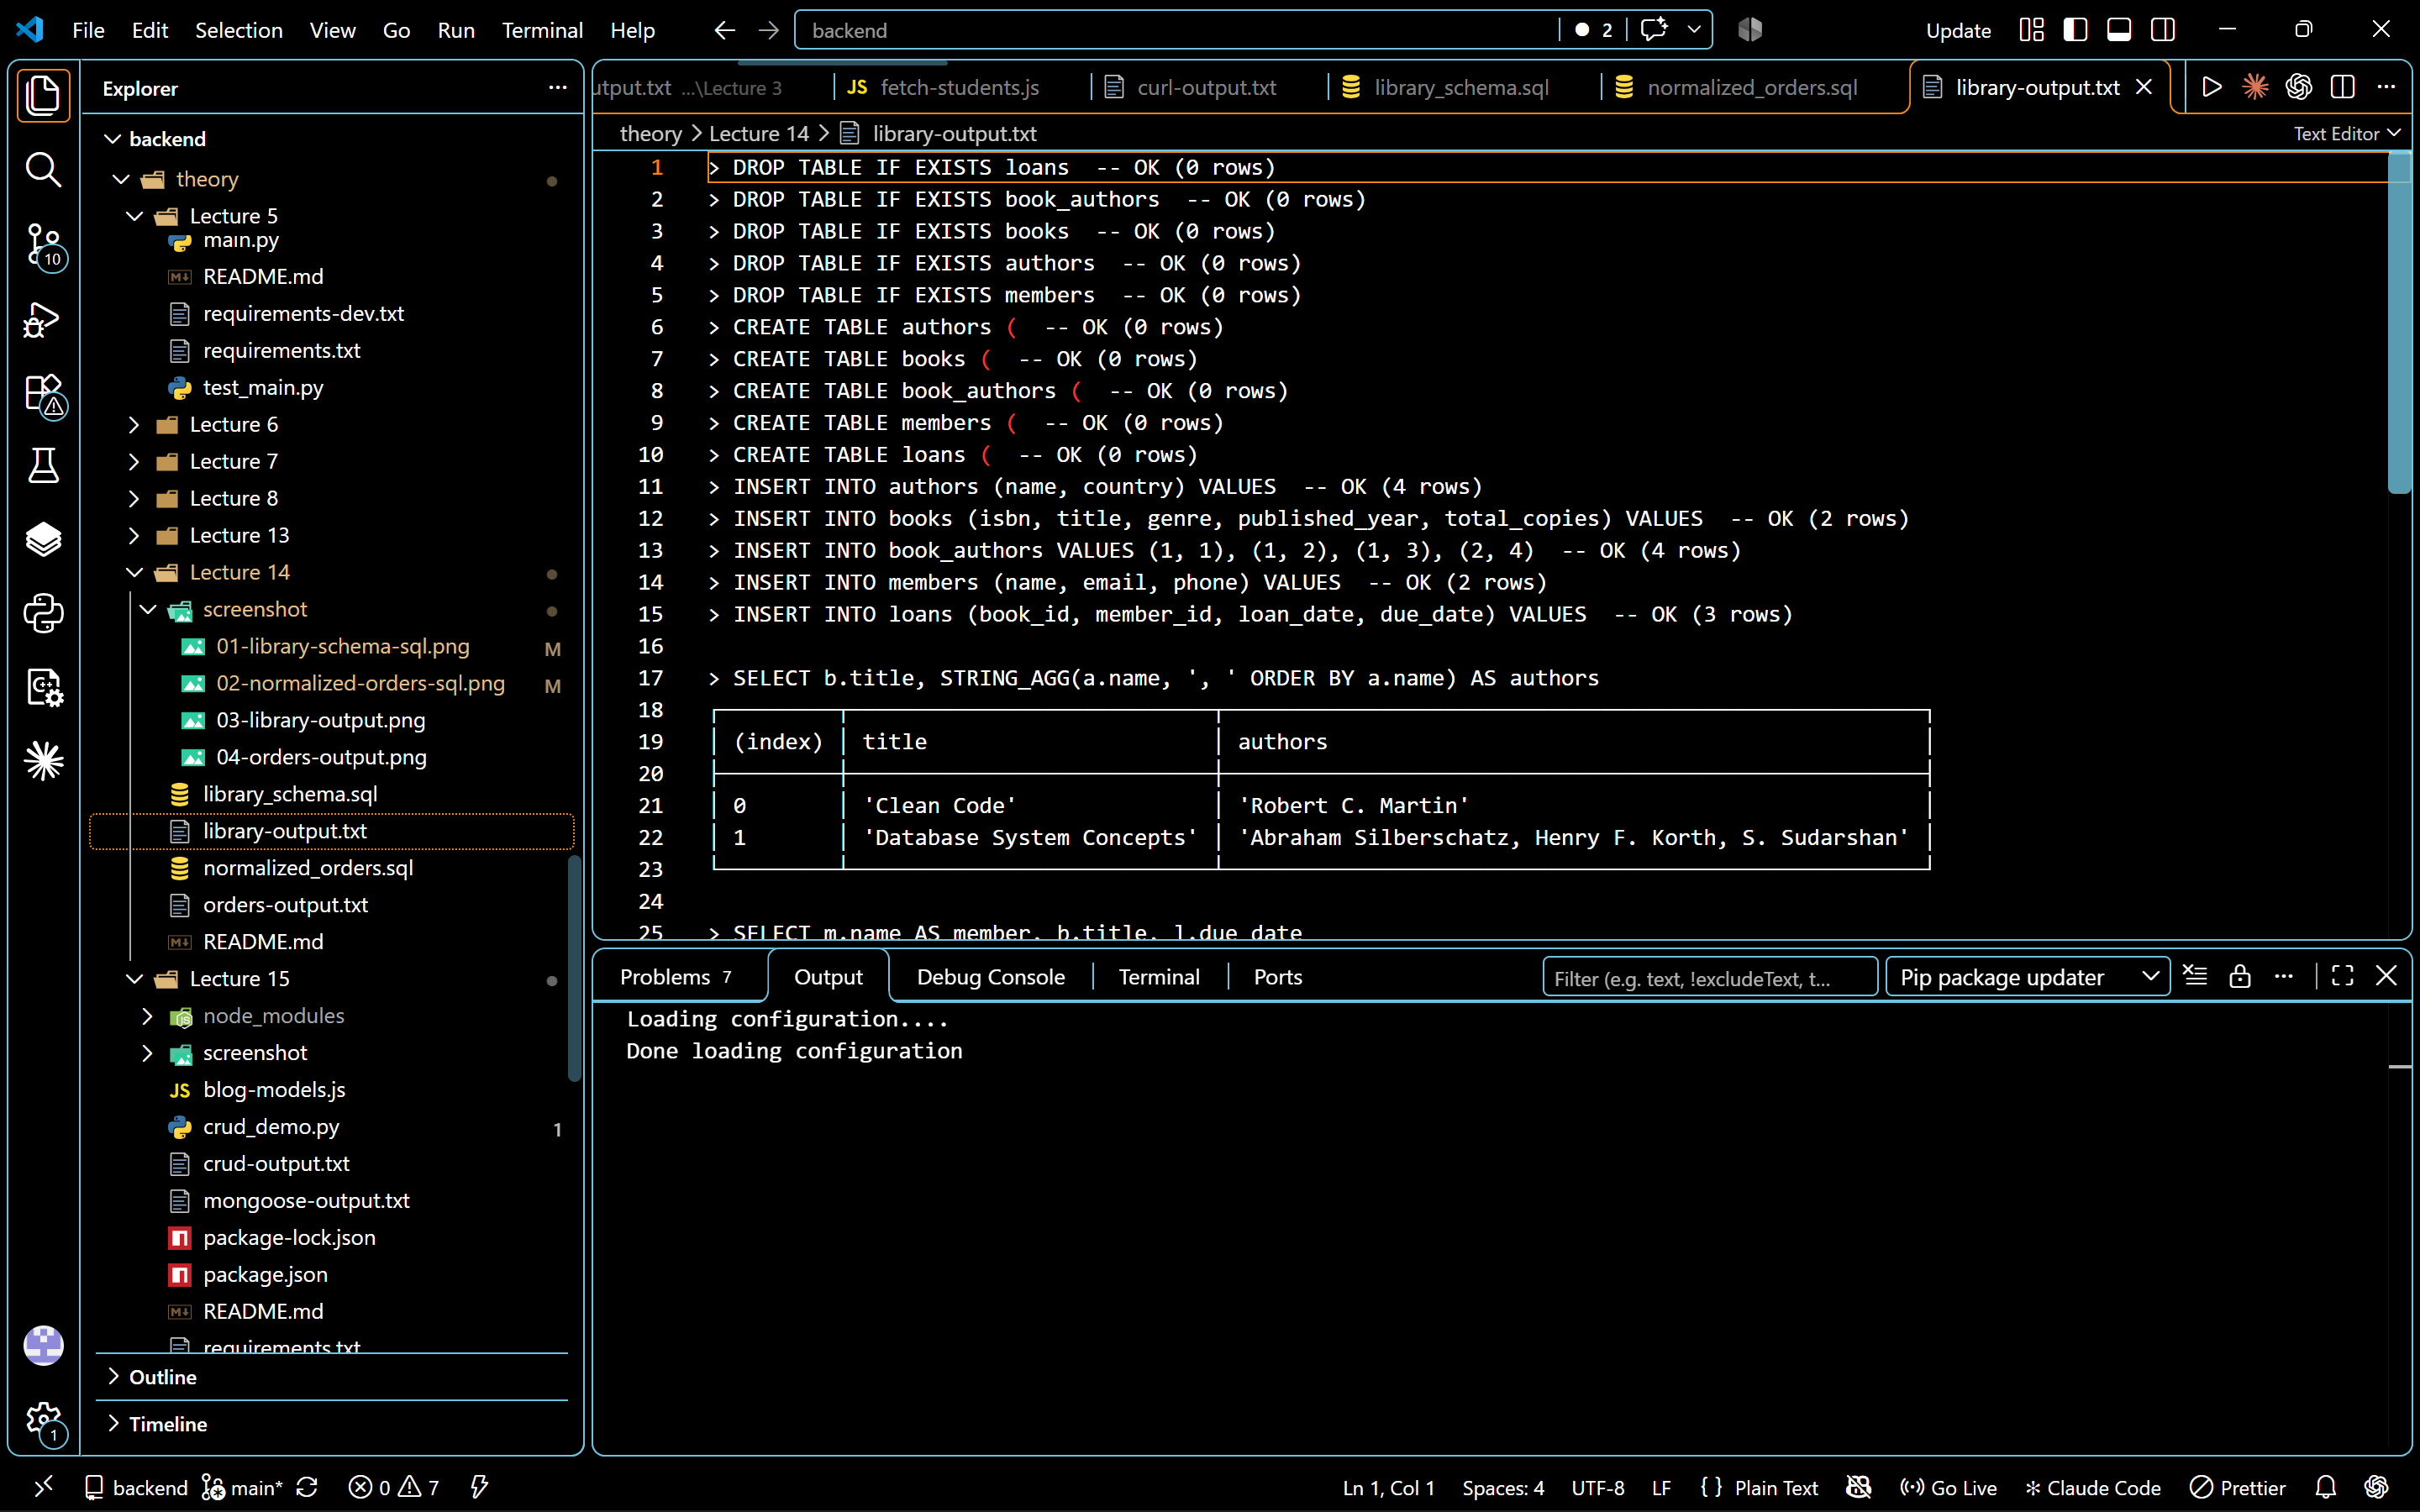 File Edit Selection View Go Run Terminal Help backend 2 Update
Explorer
backend
theory
Lecture 5
main.py
README.md
requirements-dev.txt
requirements.txt
test_main.py
Lecture 6
Lecture 7
Lecture 8
Lecture 13
Lecture 14
screenshot
01-library-schema-sql.png M
02-normalized-orders-sql.png M
03-library-output.png
04-orders-output.png
library_schema.sql
library-output.txt
normalized_orders.sql
orders-output.txt
README.md
Lecture 15
node_modules
screenshot
blog-models.js
crud_demo.py 1
crud-output.txt
mongoose-output.txt
package-lock.json
package.json
README.md
requirements.txt
Outline
Timeline
10
1
utput.txt ...\Lecture 3 JS fetch-students.js curl-output.txt library_schema.sql normalized_orders.sql library-output.txt
theory > Lecture 14 > library-output.txt Text Editor
1 > DROP TABLE IF EXISTS loans -- OK (0 rows)
2 > DROP TABLE IF EXISTS book_authors -- OK (0 rows)
3 > DROP TABLE IF EXISTS books -- OK (0 rows)
4 > DROP TABLE IF EXISTS authors -- OK (0 rows)
5 > DROP TABLE IF EXISTS members -- OK (0 rows)
6 > CREATE TABLE authors ( -- OK (0 rows)
7 > CREATE TABLE books ( -- OK (0 rows)
8 > CREATE TABLE book_authors ( -- OK (0 rows)
9 > CREATE TABLE members ( -- OK (0 rows)
10 > CREATE TABLE loans ( -- OK (0 rows)
11 > INSERT INTO authors (name, country) VALUES -- OK (4 rows)
12 > INSERT INTO books (isbn, title, genre, published_year, total_copies) VALUES -- OK (2 rows)
13 > INSERT INTO book_authors VALUES (1, 1), (1, 2), (1, 3), (2, 4) -- OK (4 rows)
14 > INSERT INTO members (name, email, phone) VALUES -- OK (2 rows)
15 > INSERT INTO loans (book_id, member_id, loan_date, due_date) VALUES -- OK (3 rows)
16
17 > SELECT b.title, STRING_AGG(a.name, ', ' ORDER BY a.name) AS authors
18
19 (index) title authors
20
21 0 'Clean Code' 'Robert C. Martin'
22 1 'Database System Concepts' 'Abraham Silberschatz, Henry F. Korth, S. Sudarshan'
23
24
25 > SELECT m.name AS member, b.title, l.due_date
Problems 7 Output Debug Console Terminal Ports Filter (e.g. text, !excludeText, t... Pip package updater
Loading configuration....
Done loading configuration
backend main* 0 7 Ln 1, Col 1 Spaces: 4 UTF-8 LF {} Plain Text Go Live Claude Code Prettier